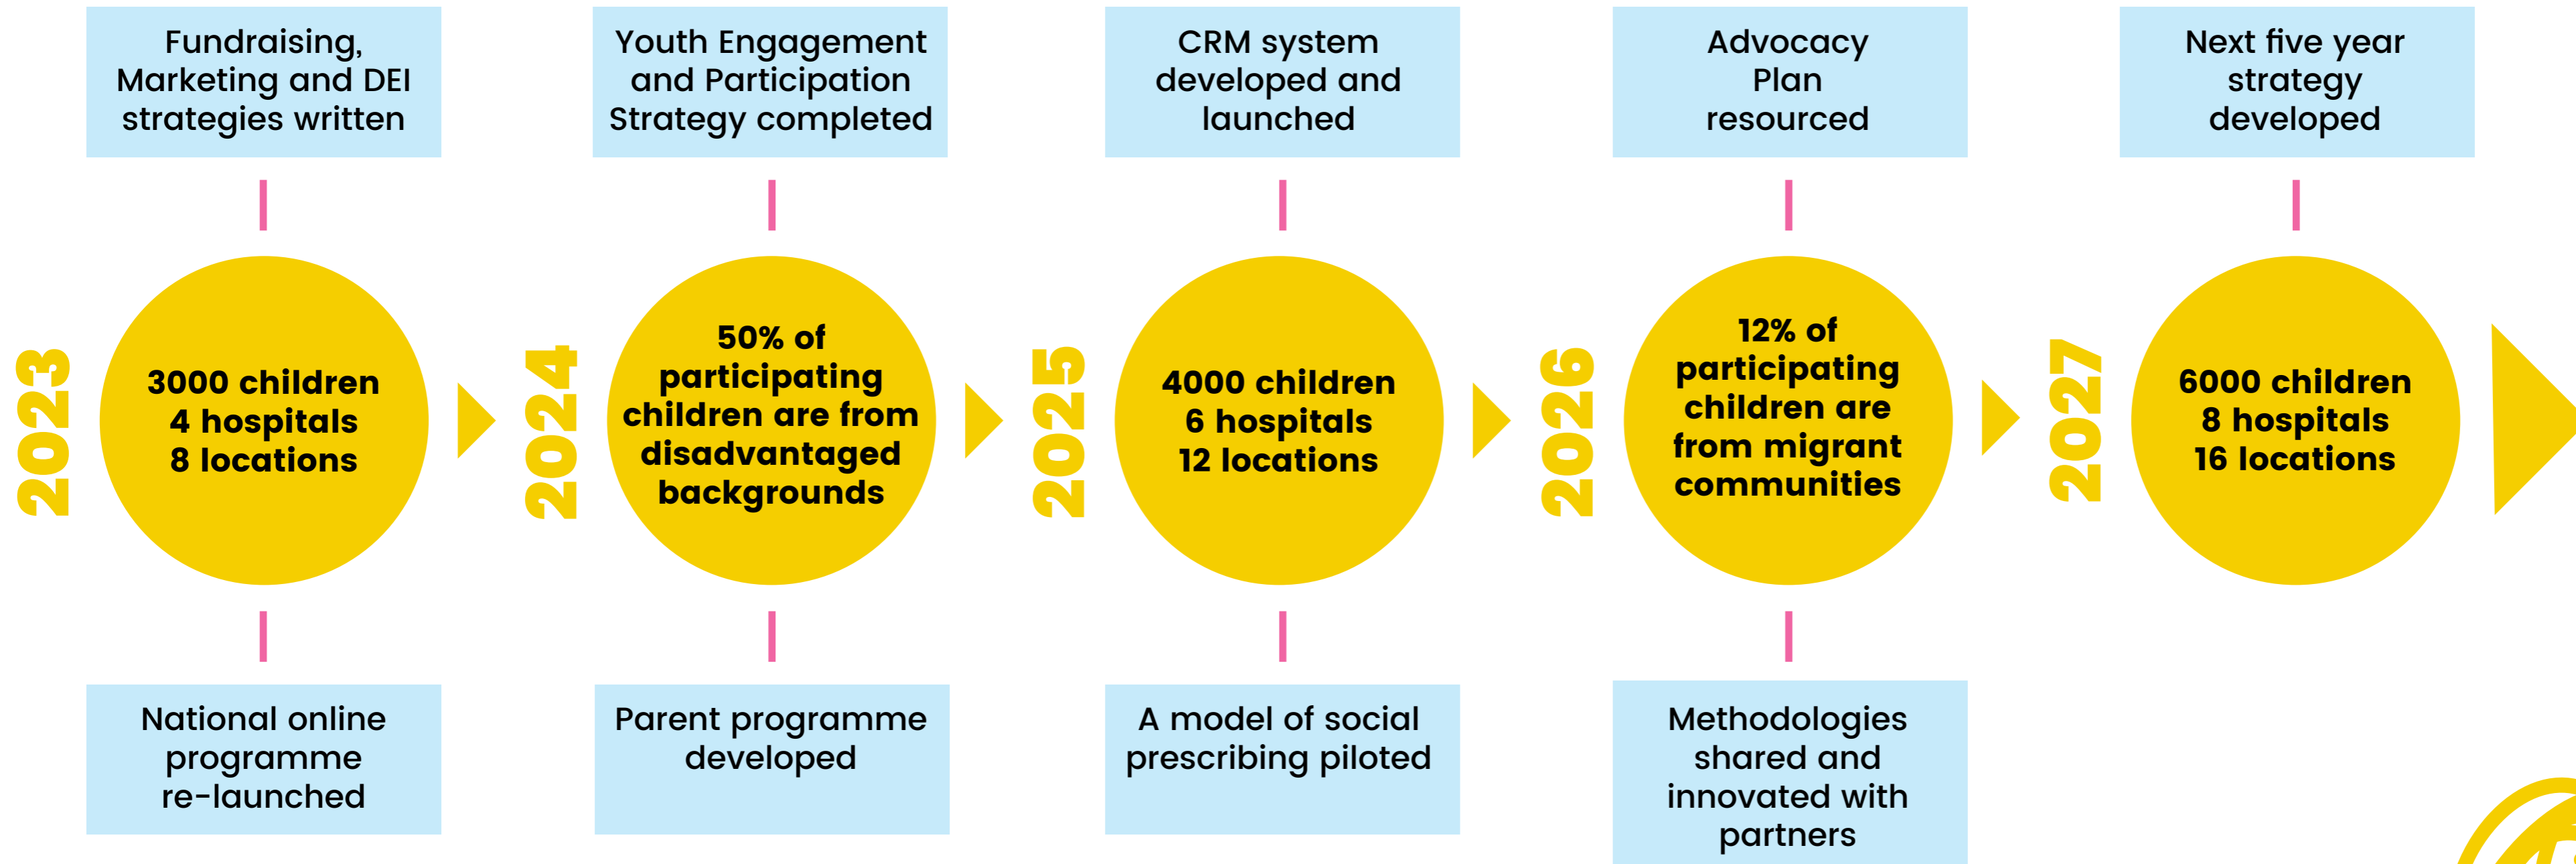 Fundraising,
Marketing and DEI
strategies written
Youth Engagement
and Participation
Strategy completed
CRM system
developed and
launched
Advocacy
Plan
resourced
Next five year
strategy
developed
2023
3000 children
4 hospitals
8 locations
2024
50% of
participating
children are from
disadvantaged
backgrounds
2025
4000 children
6 hospitals
12 locations
2026
12% of
participating
children are
from migrant
communities
2027
6000 children
8 hospitals
16 locations
National online
programme
re-launched
Parent programme
developed
A model of social
prescribing piloted
Methodologies
shared and
innovated with
partners